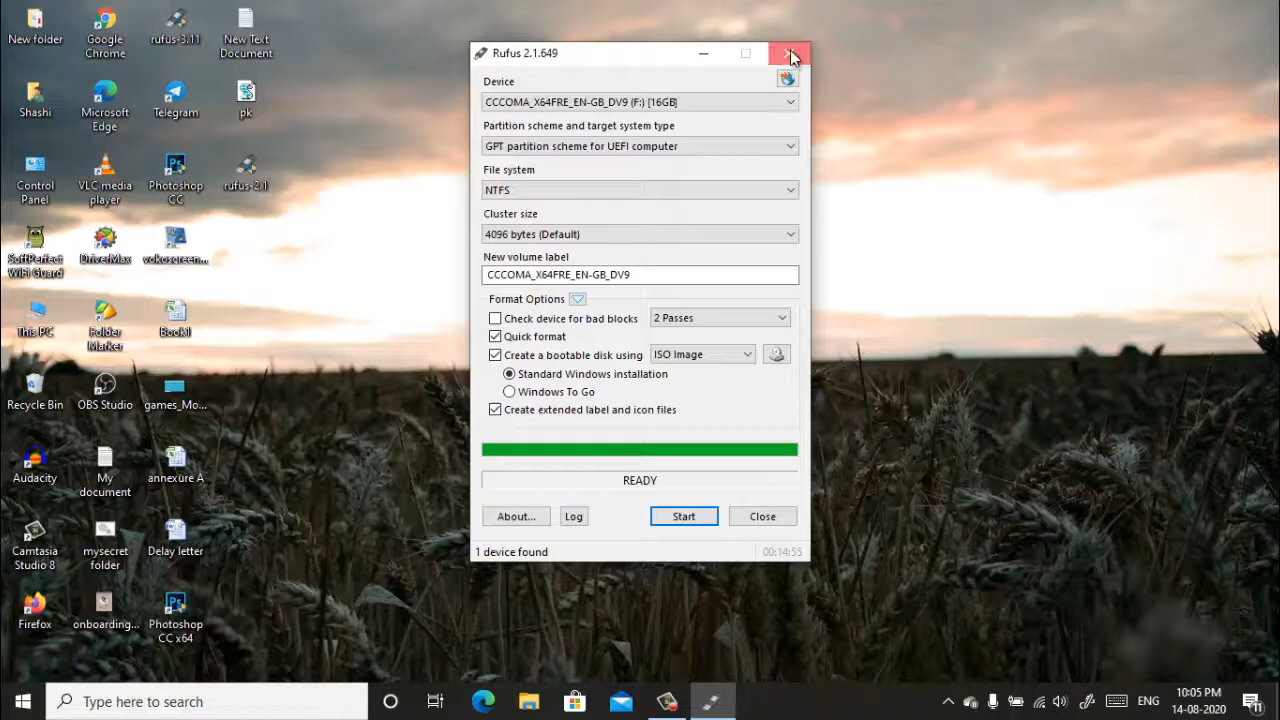 New folder
Google
Chrome
rufus-3.11
New Text
Document
Shashi
Microsoft
Edge
Telegram
pk
Control
Panel
VLC media
player
Photoshop
CC
rufus-2.1
SoftPerfect
WiFi Guard
DriverMax
vokoscreen...
This PC
Folder
Marker
Book1
Recycle Bin
OBS Studio
games_Mo...
Audacity
My
document
annexure A
Camtasia
Studio 8
mysecret
folder
Delay letter
Firefox
onboarding...
Photoshop
CC x64
Rufus 2.1.649
Device
CCCOMA_X64FRE_EN-GB_DV9 (F:) [16GB]
Partition scheme and target system type
GPT partition scheme for UEFI computer
File system
NTFS
Cluster size
4096 bytes (Default)
New volume label
CCCOMA_X64FRE_EN-GB_DV9
Format Options
Check device for bad blocks
2 Passes
Quick format
Create a bootable disk using
ISO Image
Standard Windows installation
Windows To Go
Create extended label and icon files
READY
About...
Log
Start
Close
1 device found
00:14:55
Type here to search
ENG
10:05 PM
14-08-2020
11